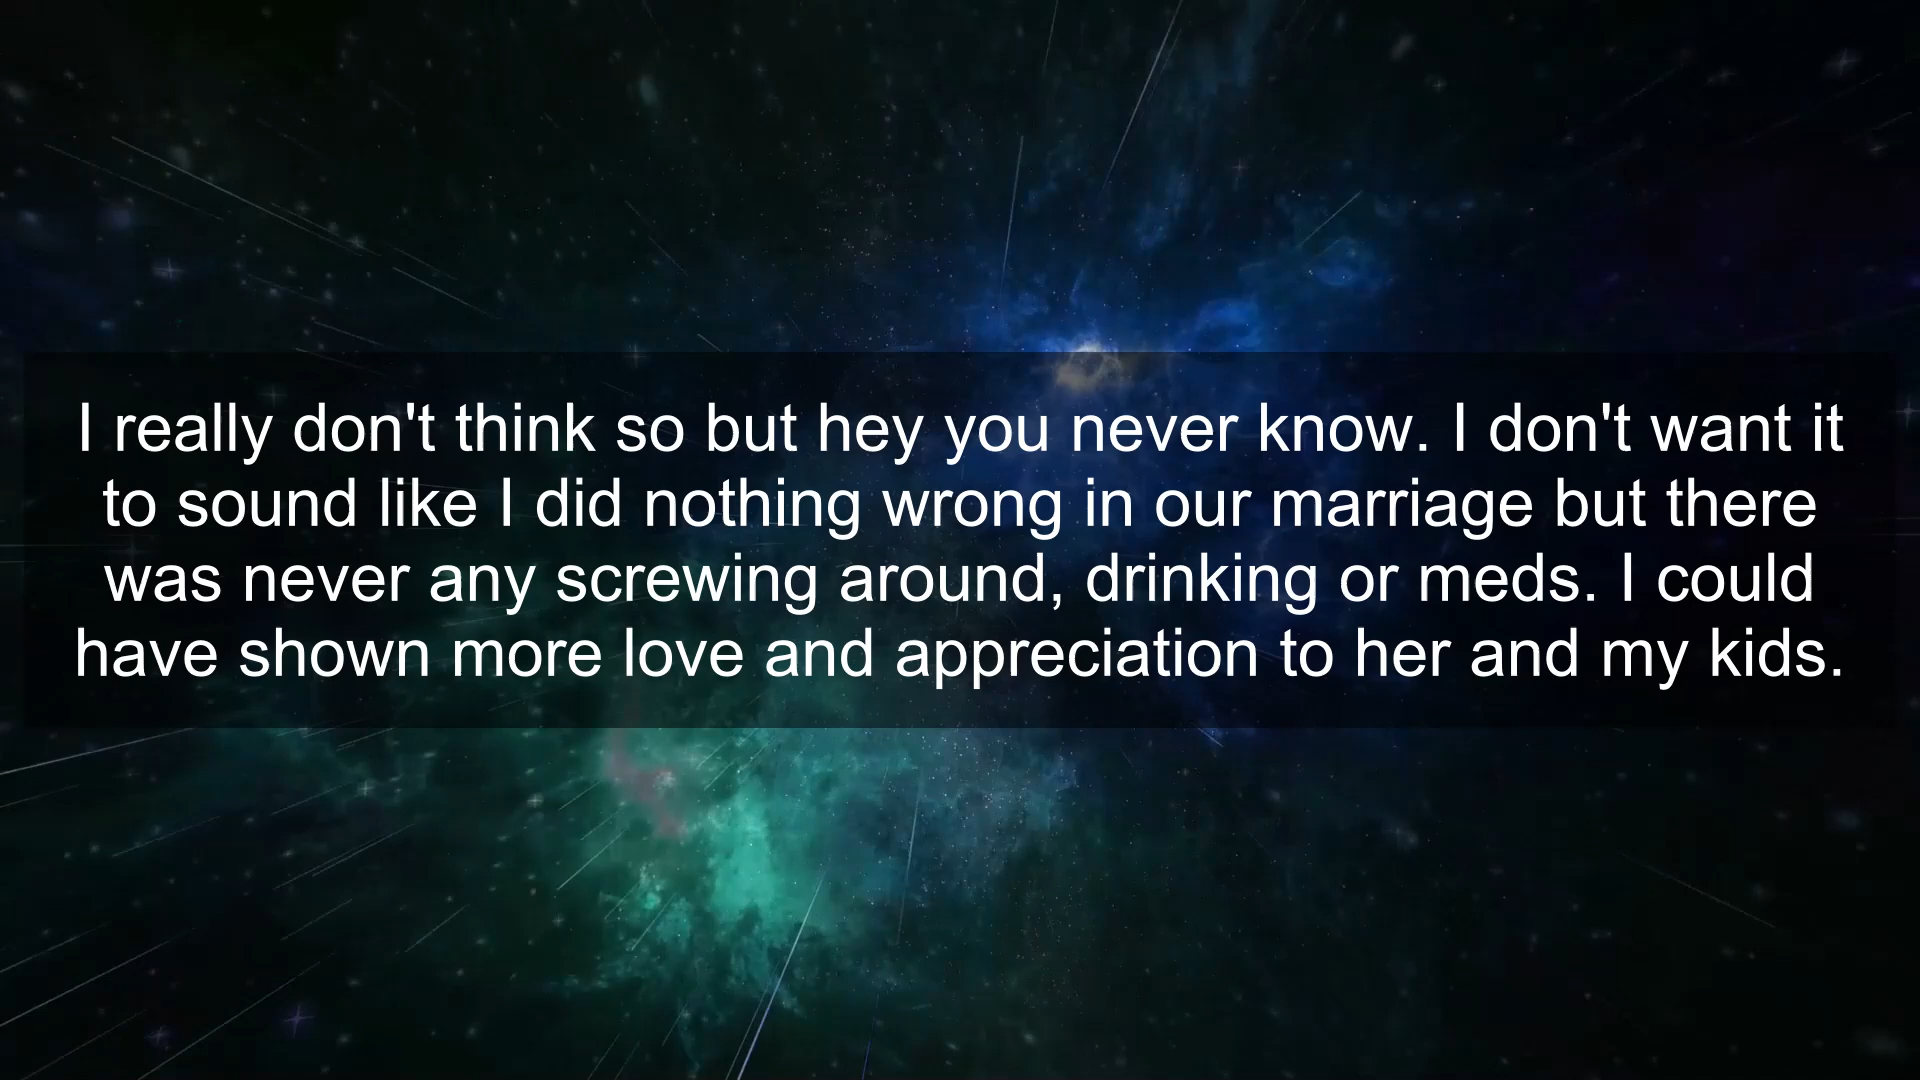 I really don't think so but hey you never know. I don't want it
to sound like I did nothing wrong in our marriage but there
was never any screwing around, drinking or meds. I could
have shown more love and appreciation to her and my kids.